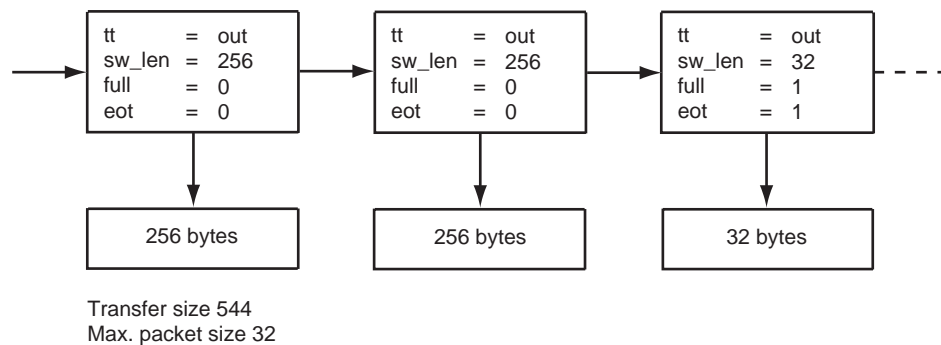 tt = out
sw_len = 256
full = 0
eot = 0
tt = out
sw_len = 256
full = 0
eot = 0
tt = out
sw_len = 32
full = 1
eot = 1
256 bytes
256 bytes
32 bytes
Transfer size 544
Max. packet size 32